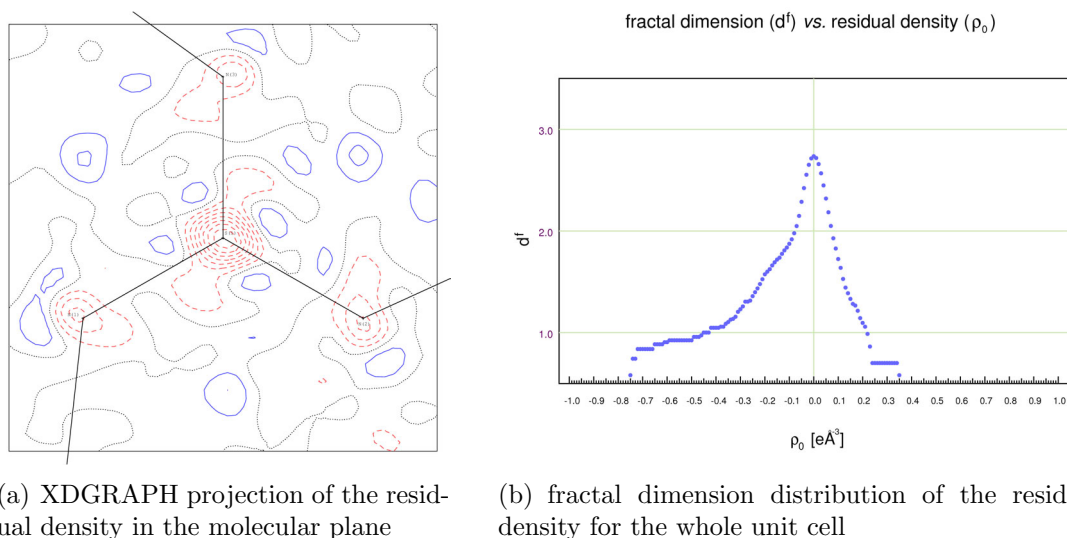 fractal dimension (dᶠ) vs. residual density (ρ₀)
3.0
2.0
1.0
dᶠ
-1.0 -0.9 -0.8 -0.7 -0.6 -0.5 -0.4 -0.3 -0.2 -0.1 0.0 0.1 0.2 0.3 0.4 0.5 0.6 0.7 0.8 0.9 1.0
ρ₀ [eÅ⁻³]
a) XDGRAPH projection of the resid-
ual density in the molecular plane
(b) fractal dimension distribution of the resid
density for the whole unit cell